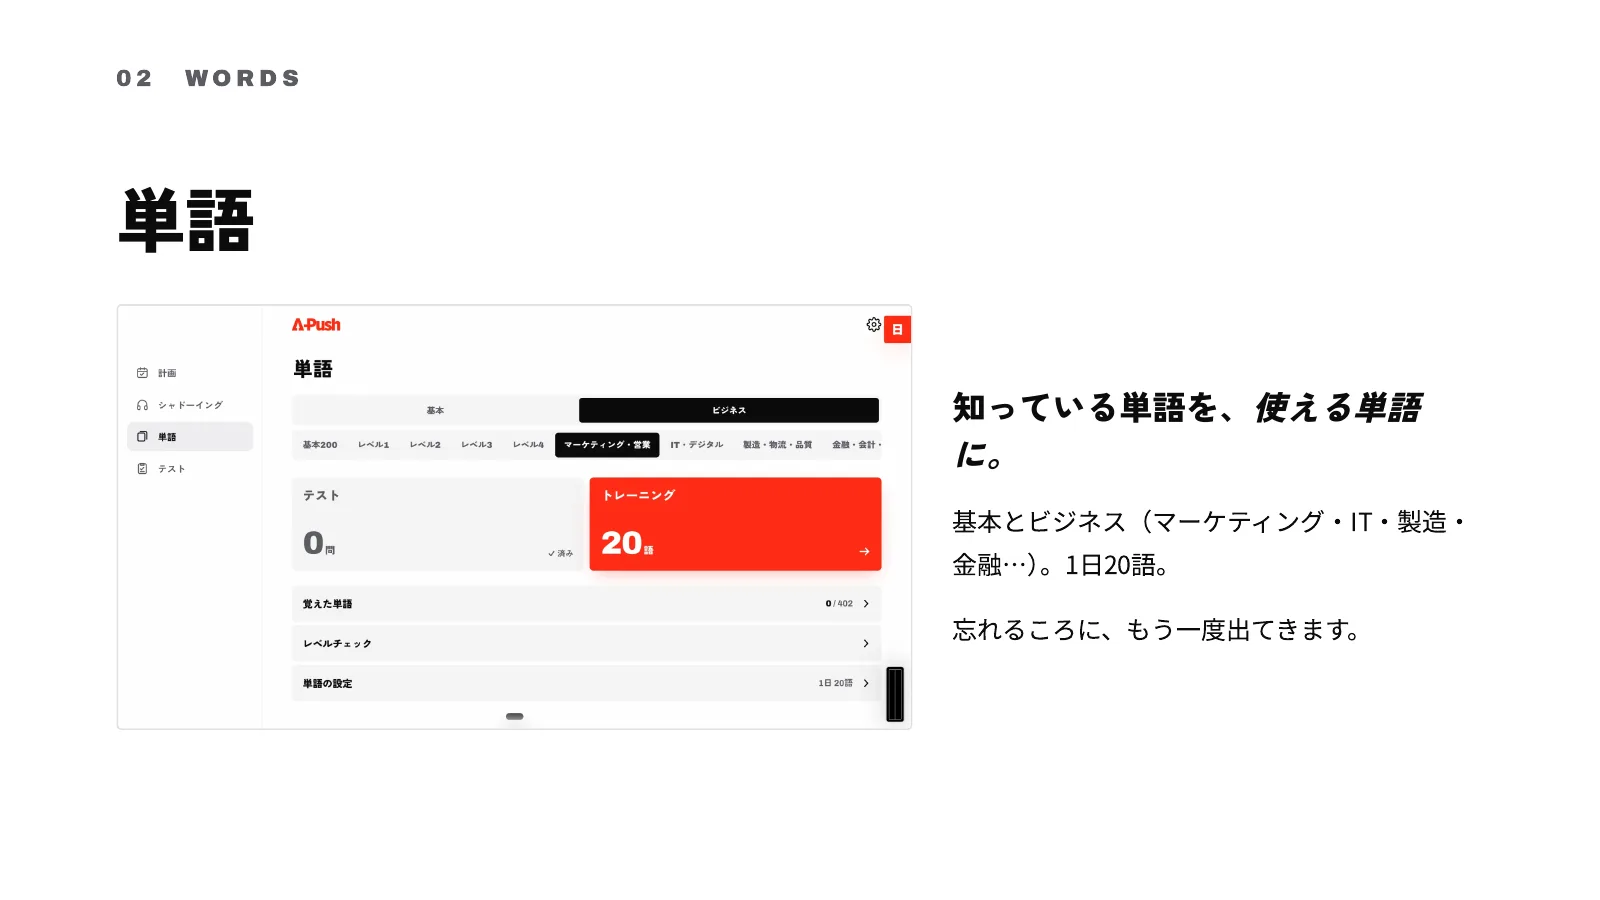 02 WORDS
単語
A-Push
日
計画
シャドーイング
単語
テスト
単語
基本 ビジネス
基本200 レベル1 レベル2 レベル3 レベル4 マーケティング・営業 IT・デジタル 製造・物流・品質 金融・会計・
テスト
0問
✓ 済み
トレーニング
20語
→
覚えた単語 0 / 402
レベルチェック
単語の設定 1日 20語
知っている単語を、使える単語
に。
基本とビジネス（マーケティング・IT・製造・
金融…）。1日20語。
忘れるころに、もう一度出てきます。